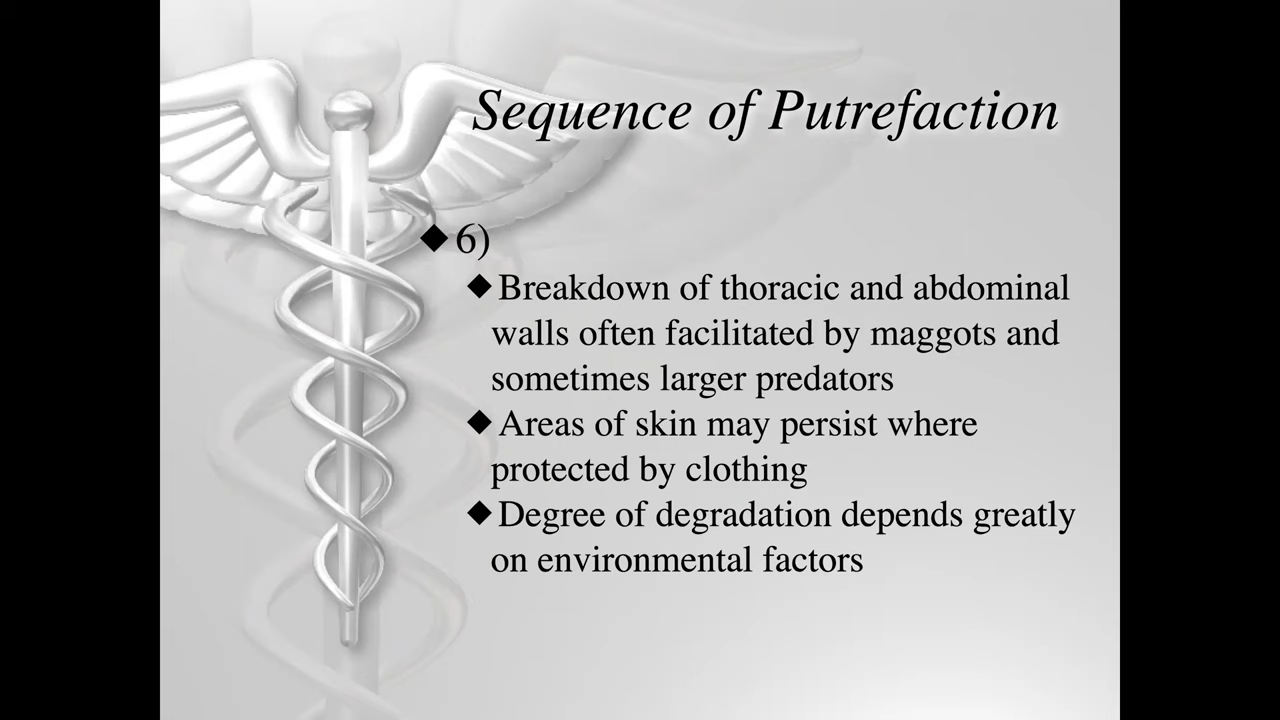 Sequence of Putrefaction
◆6)
◆Breakdown of thoracic and abdominal
walls often facilitated by maggots and
sometimes larger predators
◆Areas of skin may persist where
protected by clothing
◆Degree of degradation depends greatly
on environmental factors